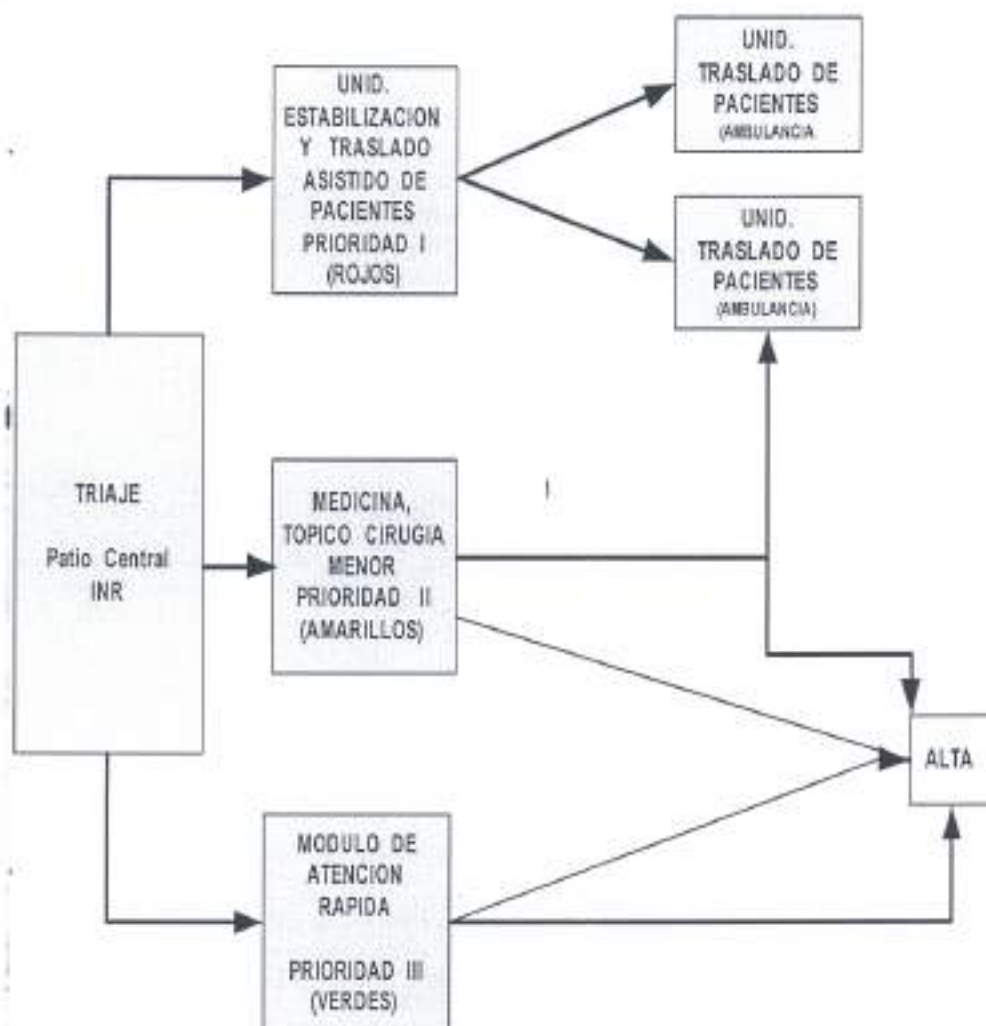 UNID.
ESTABILIZACION
Y TRASLADO
ASISTIDO DE
PACIENTES
PRIORIDAD I
(ROJOS)
UNID.
TRASLADO DE
PACIENTES
(AMBULANCIA
UNID.
TRASLADO DE
PACIENTES
(AMBULANCIA)
TRIAJE
Patio Central
INR
MEDICINA,
TOPICO CIRUGIA
MENOR
PRIORIDAD II
(AMARILLOS)
ALTA
MODULO DE
ATENCION
RAPIDA
PRIORIDAD III
(VERDES)